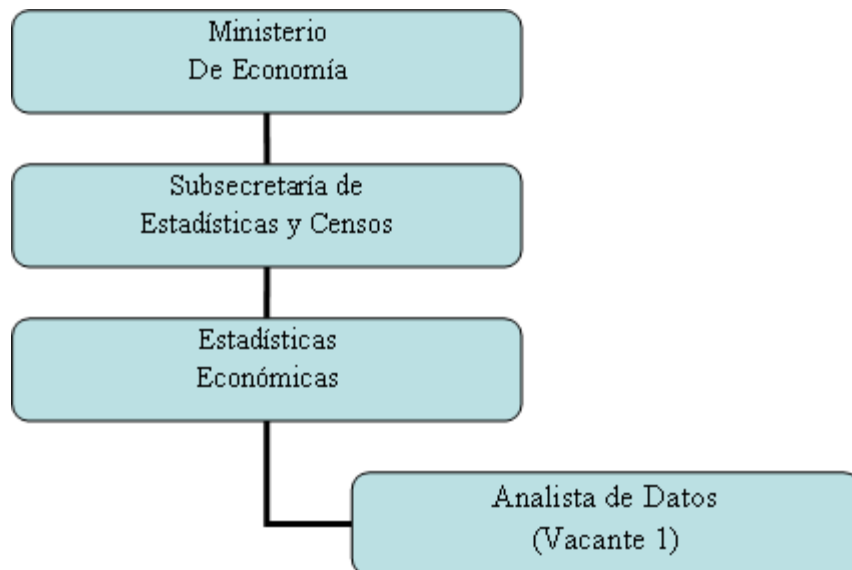 Ministerio
De Economía
Subsecretaría de
Estadísticas y Censos
Estadísticas
Económicas
Analista de Datos
(Vacante 1)